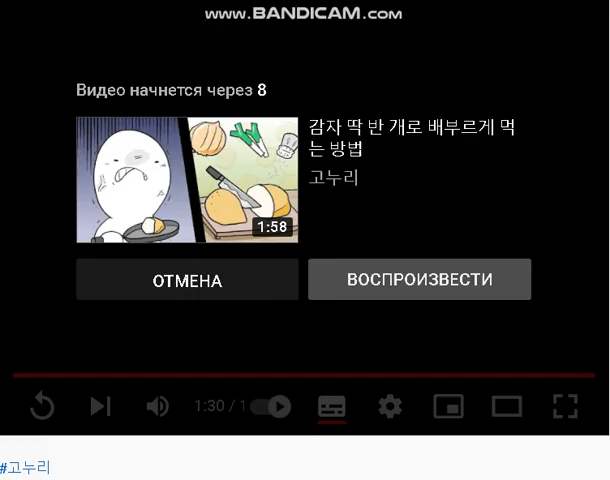 www.BANDICAM.com
Видео начнется через 8
감자 딱 반 개로 배부르게 먹
는 방법
고누리
1:58
ОТМЕНА
ВОСПРОИЗВЕСТИ
1:30 / 1
#고누리